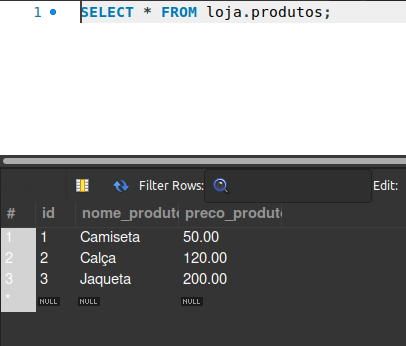 1 SELECT * FROM loja.produtos;
Filter Rows: Edit:
# id nome_produto preco_produto
1 1 Camiseta 50.00
2 2 Calça 120.00
3 3 Jaqueta 200.00
* NULL NULL NULL